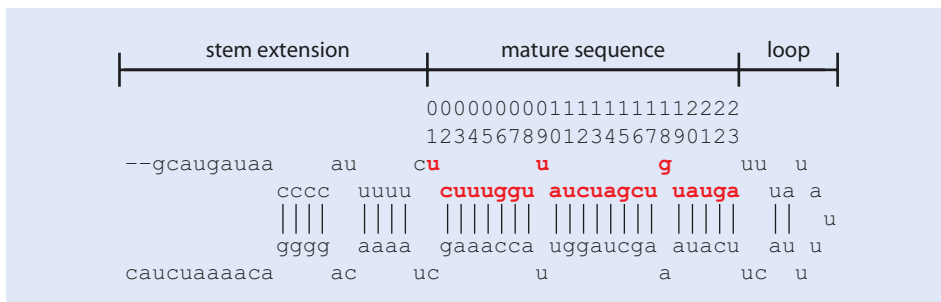 stem extension mature sequence loop
00000000011111111112222
12345678901234567890123
--gcaugauaa au cu u g uu u
cccc uuuu cuuuggu aucuagcu uauga ua a
u
gggg aaaa gaaacca uggaucga auacu au u
caucuaaaca ac uc u a uc u